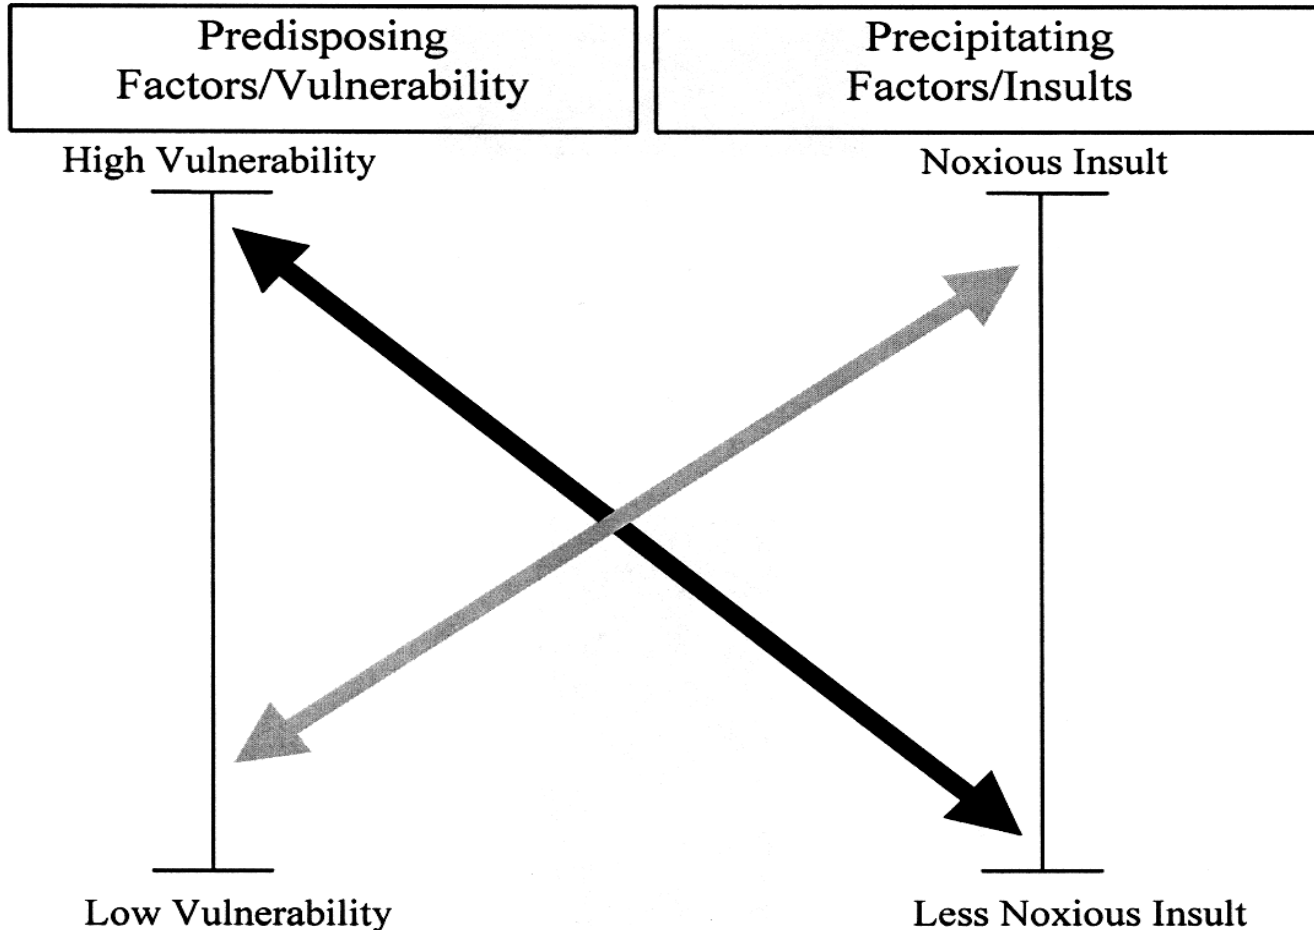 Predisposing
Factors/Vulnerability
Precipitating
Factors/Insults
High Vulnerability
Noxious Insult
Low Vulnerability
Less Noxious Insult